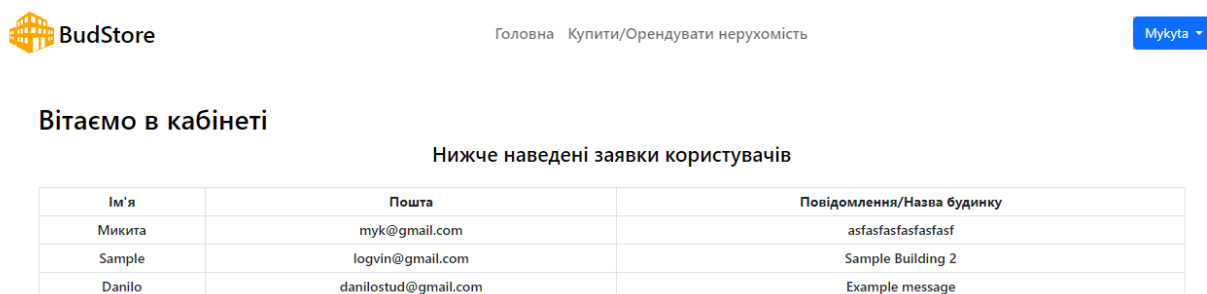 BudStore
Головна Купити/Орендувати нерухомість
Mykyta
Вітаємо в кабінеті
Нижче наведені заявки користувачів
Ім'я Пошта Повідомлення/Назва будинку
Микита myk@gmail.com asfasfasfasfasfasf
Sample logvin@gmail.com Sample Building 2
Danilo danilostud@gmail.com Example message